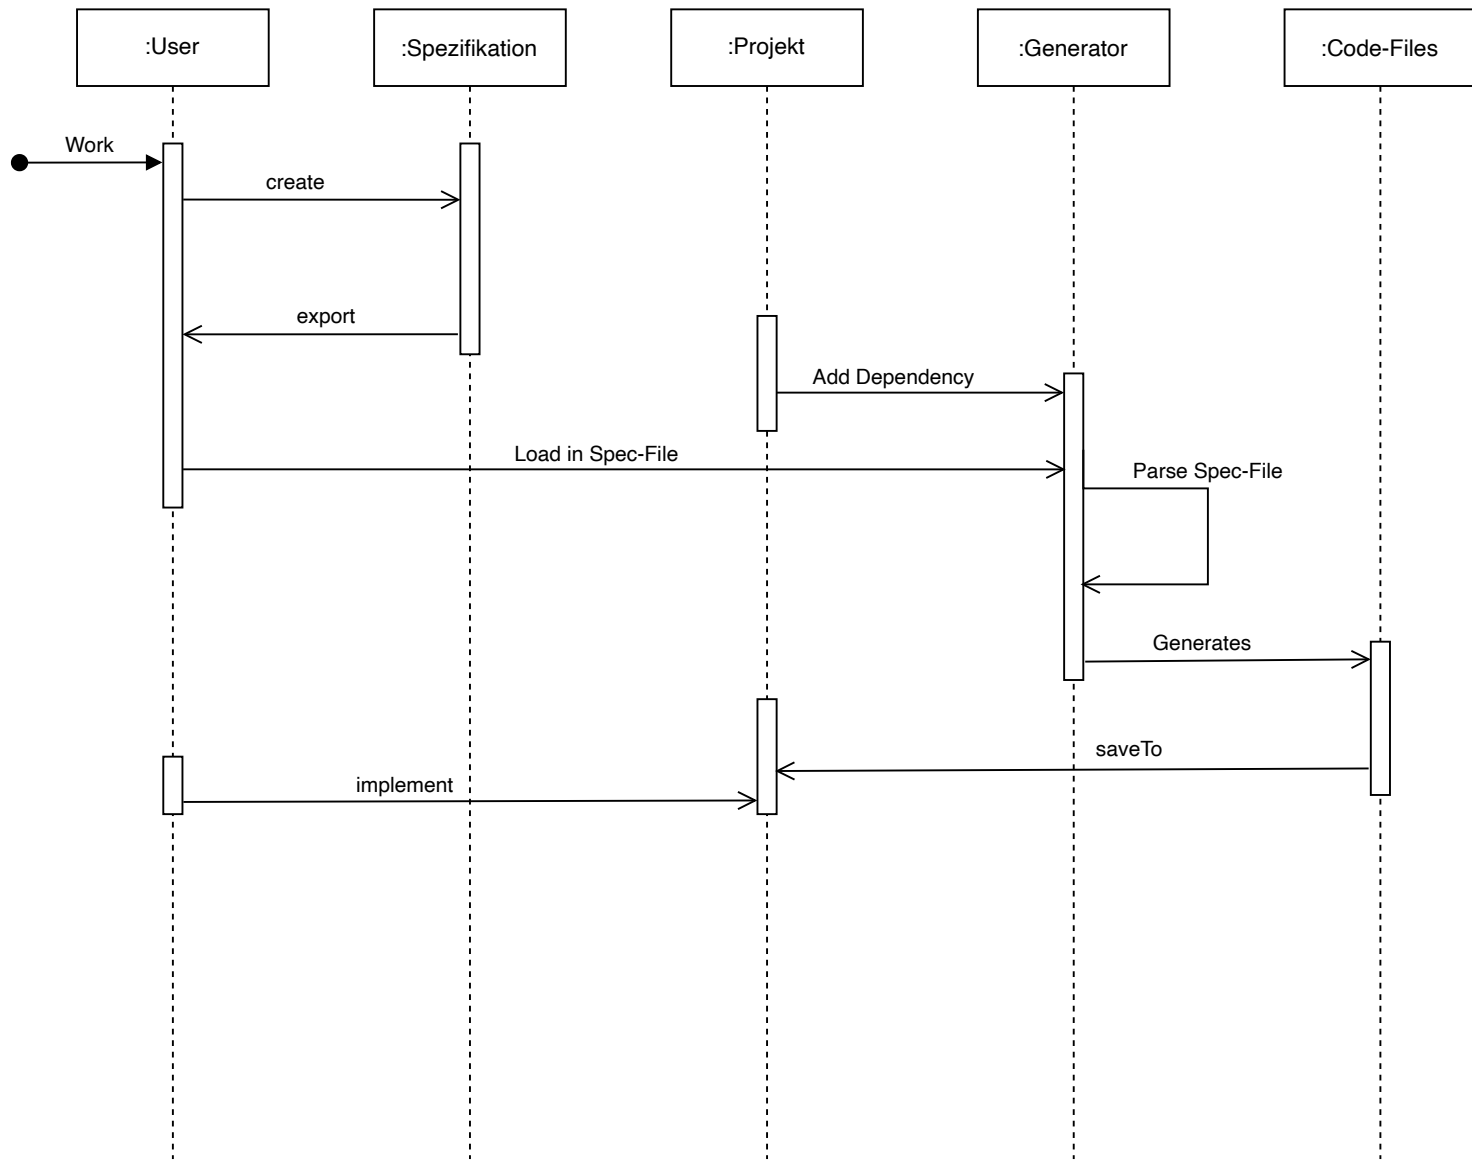 :User
:Spezifikation
:Projekt
:Generator
:Code-Files
Work
create
export
Add Dependency
Load in Spec-File
Parse Spec-File
Generates
saveTo
implement